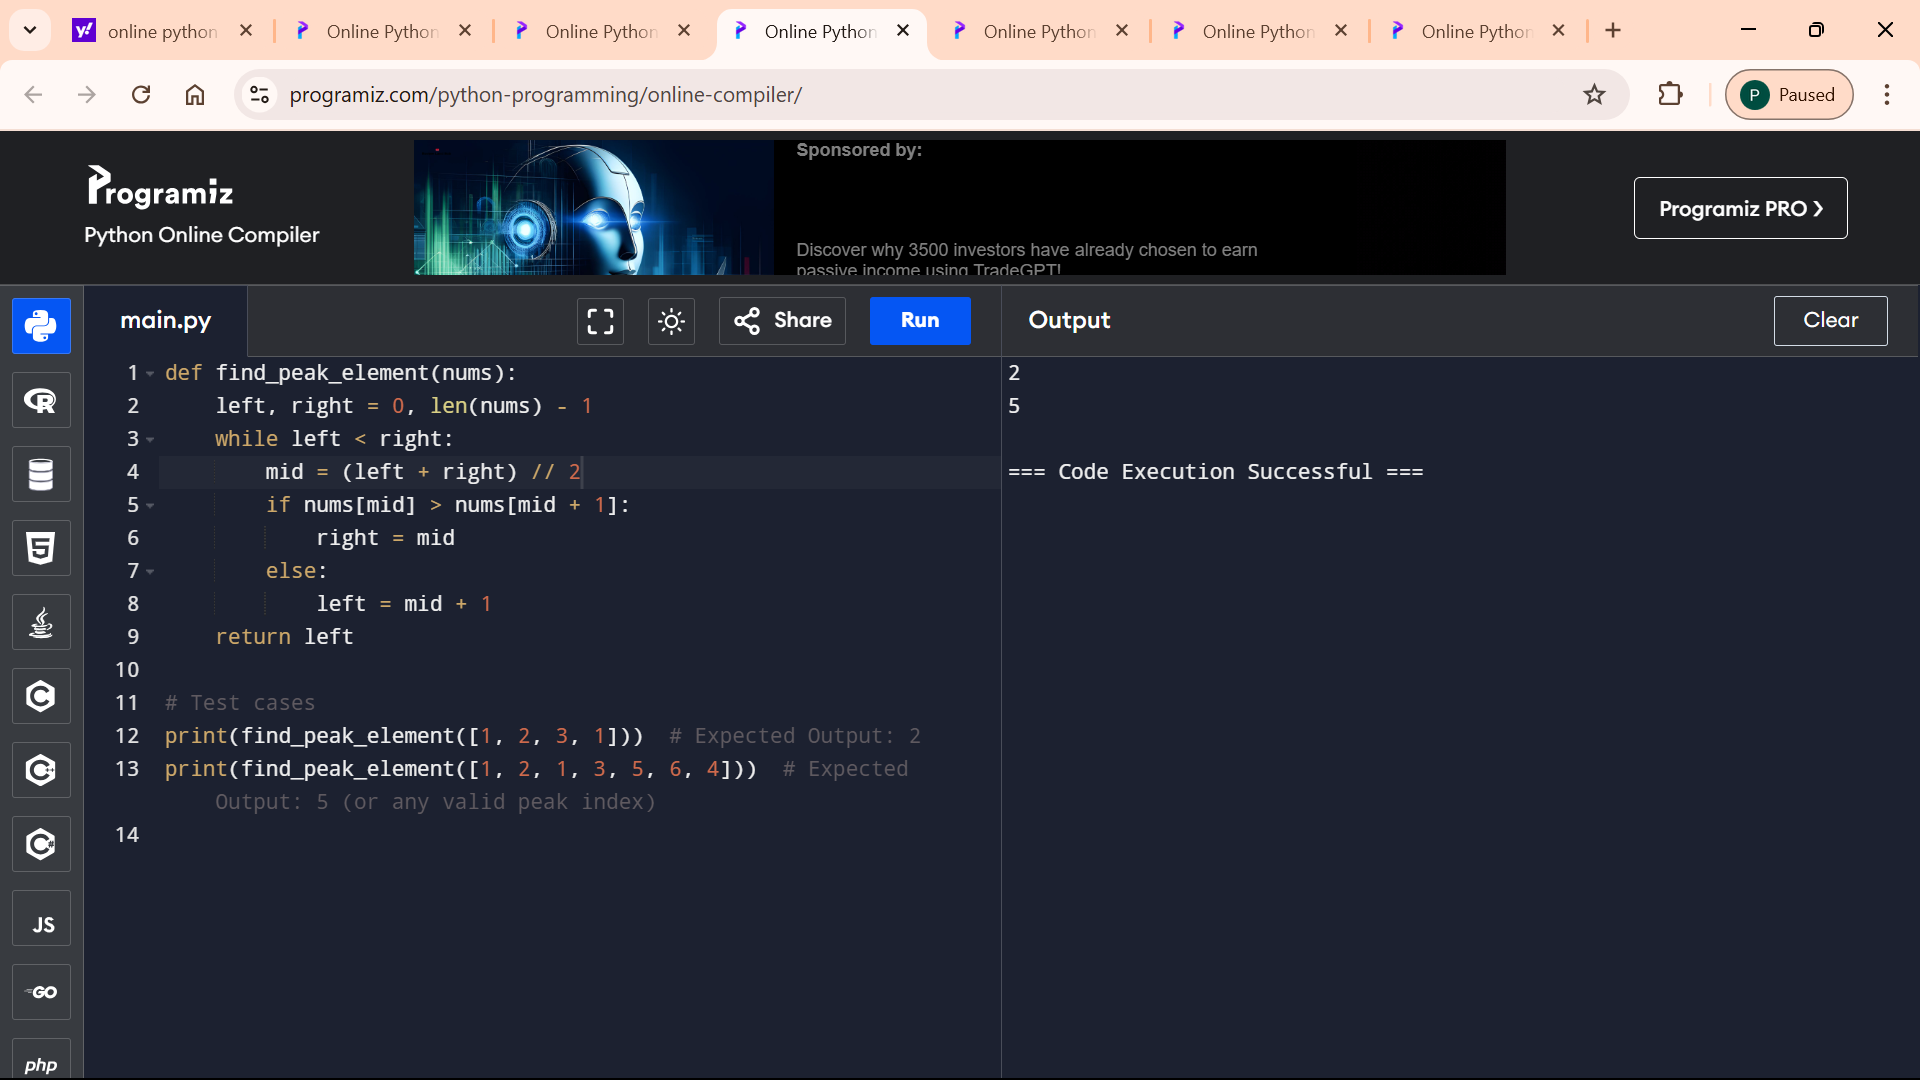 online python
Online Python
Online Python
Online Python
Online Python
Online Python
Online Python
programiz.com/python-programming/online-compiler/
P Paused
Programiz
Python Online Compiler
Sponsored by:
Discover why 3500 investors have already chosen to earn
passive income using TradeGPT!
Programiz PRO ❯
main.py
Share
Run
Output
Clear
1 def find_peak_element(nums):
2 left, right = 0, len(nums) - 1
3 while left < right:
4 mid = (left + right) // 2
5 if nums[mid] > nums[mid + 1]:
6 right = mid
7 else:
8 left = mid + 1
9 return left
10
11 # Test cases
12 print(find_peak_element([1, 2, 3, 1])) # Expected Output: 2
13 print(find_peak_element([1, 2, 1, 3, 5, 6, 4])) # Expected
Output: 5 (or any valid peak index)
14
2
5
=== Code Execution Successful ===
R
5
C
C++
C#
JS
GO
php